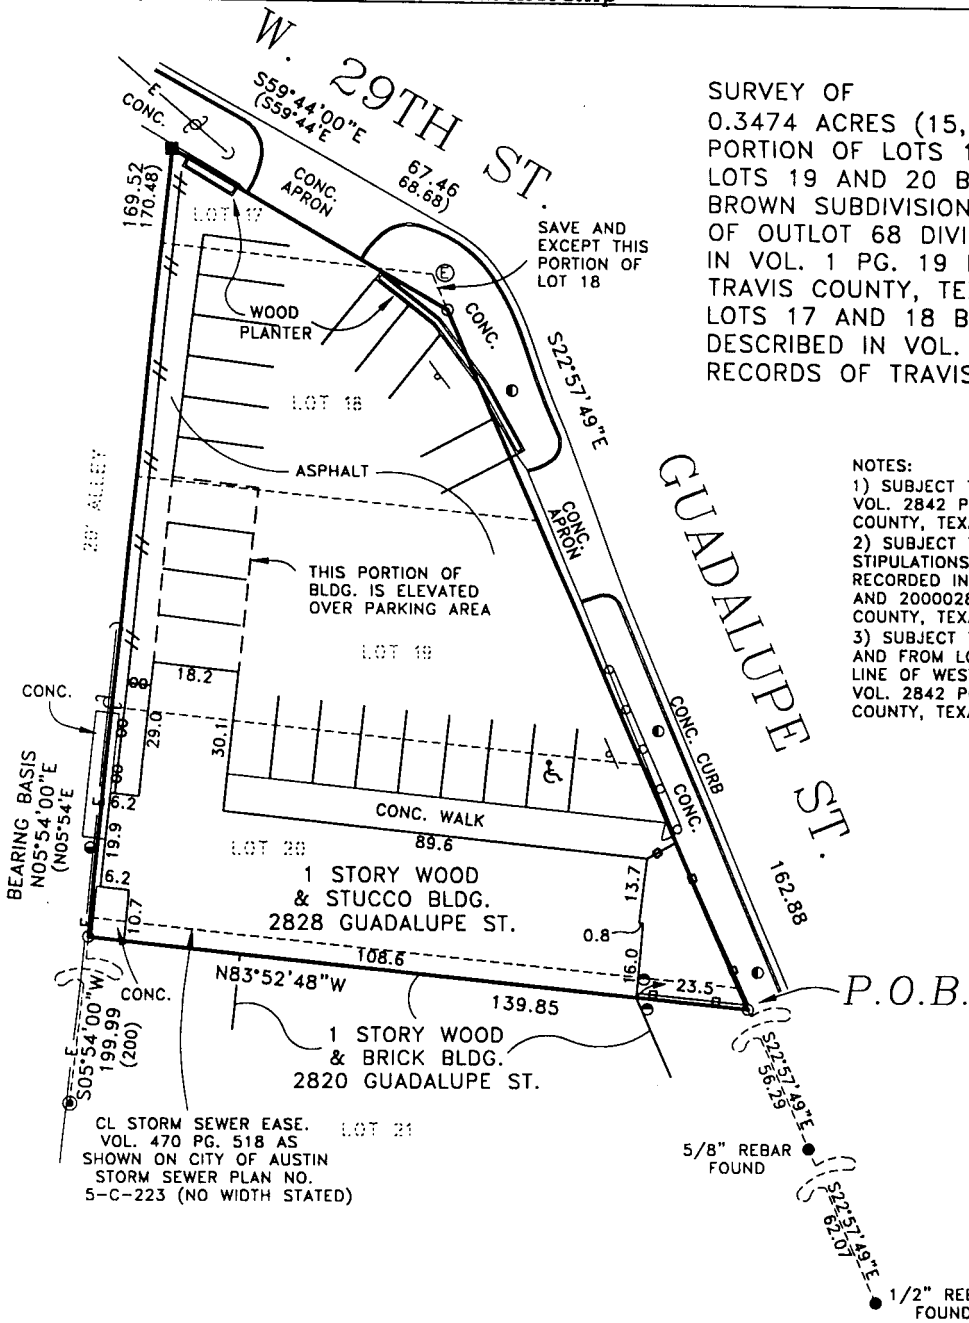 W. 29TH ST.
S59°44'00"E 67.46
(S59°44'E 68.68)
CONC.
E
CONC.
APRON
169.52
170.48)
LOT 17
SAVE AND
EXCEPT THIS
PORTION OF
LOT 18
E
WOOD
PLANTER
CONC.
S22°57'49"E
LOT 18
ASPHALT
20' ALLEY
CONC.
APRON
GUADALUPE ST.
THIS PORTION OF
BLDG. IS ELEVATED
OVER PARKING AREA
LOT 19
18.2
CONC.
29.0
30.1
BEARING BASIS
N05°54'00"E
(N05°54'E
6.2
19.9
6.2
10.7
CONC. CURB
CONC.
CONC. WALK
89.6
LOT 20
1 STORY WOOD
& STUCCO BLDG.
2828 GUADALUPE ST.
13.7
0.8
16.0
162.88
108.6
23.5
N83°52'48"W
139.85
P.O.B.
CONC.
E
S05°54'00"W
199.99
(200)
E
1 STORY WOOD
& BRICK BLDG.
2820 GUADALUPE ST.
CL STORM SEWER EASE.
VOL. 470 PG. 518 AS
SHOWN ON CITY OF AUSTIN
STORM SEWER PLAN NO.
5-C-223 (NO WIDTH STATED)
LOT 21
S22°57'49"E
56.29
5/8" REBAR
FOUND
S22°57'49"E
62.07
1/2" REB
FOUND
SURVEY OF
0.3474 ACRES (15,
PORTION OF LOTS 1
LOTS 19 AND 20 B
BROWN SUBDIVISION
OF OUTLOT 68 DIVI
IN VOL. 1 PG. 19
TRAVIS COUNTY, TE
LOTS 17 AND 18 B
DESCRIBED IN VOL.
RECORDS OF TRAVIS
NOTES:
1) SUBJECT
VOL. 2842 P
COUNTY, TEX
2) SUBJECT
STIPULATIONS
RECORDED IN
AND 2000028
COUNTY, TEX
3) SUBJECT
AND FROM LO
LINE OF WES
VOL. 2842 P
COUNTY, TEX